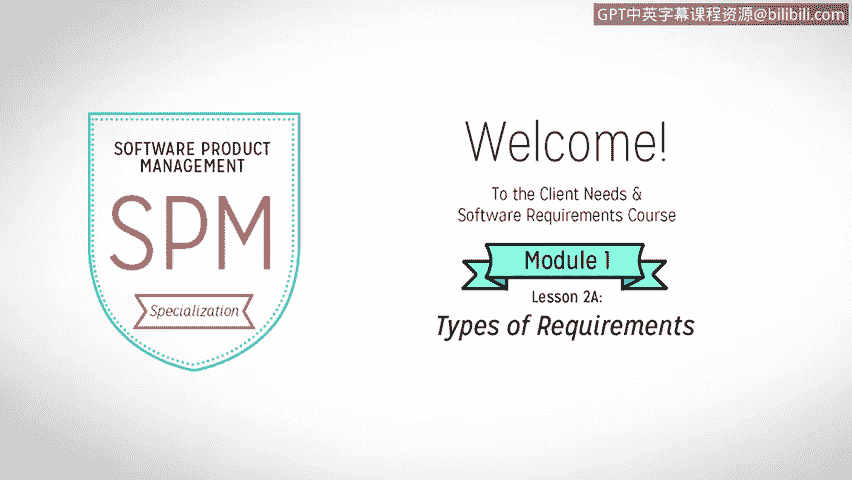 GPT中英字幕课程资源@bilibili.com
SOFTWARE PRODUCT
MANAGEMENT
SPM
Specialization
Welcome!
To the Client Needs &
Software Requirements Course
Module 1
Lesson 2A:
Types of Requirements